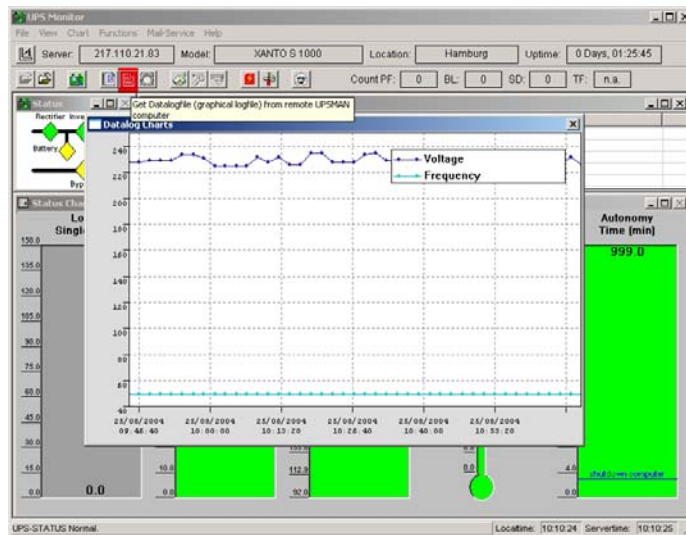 UPS Monitor
File View Chart Functions Mail-Service Help
Server: 217.110.21.83 Model: XANTO S 1000 Location: Hamburg Uptime: 0 Days, 01:25:45
Count PF: 0 BL: 0 SD: 0 TF: n.a.
Get Datalogfile (graphical logfile) from remote UPSMAN
computer
Status
Rectifier Inve
Battery
Byp
Datalog Charts
Voltage
Frequency
240
220
200
180
160
140
120
100
80
60
40
25/08/2004 25/08/2004 25/08/2004 25/08/2004 25/08/2004 25/08/2004
09:46:40 10:00:00 10:13:20 10:26:40 10:40:00 10:53:20
Status Cha
Lo
Singl
150.0
135.0
120.0
105.0
90.0
75.0
60.0
45.0
30.0
15.0
0.0
0.0
10.0
0.0
112.9
92.0
0.0
Autonomy
Time (min)
999.0
4.0
shutdown computer
0.0
UPS-STATUS Normal.
Localtime: 10:10:24 Servertime: 10:10:25